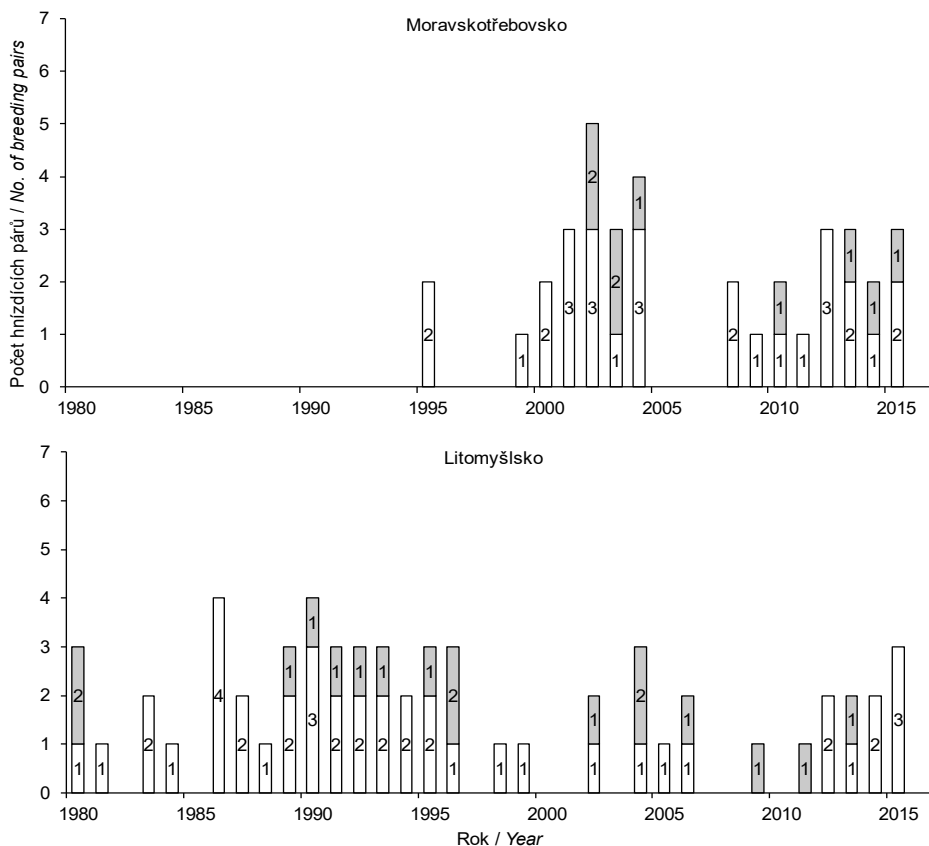 Moravskotřebovsko
Počet hnízdících párů / No. of breeding pairs
7
6
5
2
4
1
3
1 1
2 2
3 3 3 1 3 1
1 2 2 2 2 2
1 1 1 1 1 1
0
1980 1985 1990 1995 2000 2005 2010 2015
Litomyšlsko
7
6
5
4
1
3
1 1 1 1 1
2 2 4 2 2
3 1 1 1 3
1 2 2 2 2 2 2 2 2 2 2
1 1 1 1 1 1 1 1 1 1 1 1 1 1
0
1980 1985 1990 1995 2000 2005 2010 2015
Rok / Year